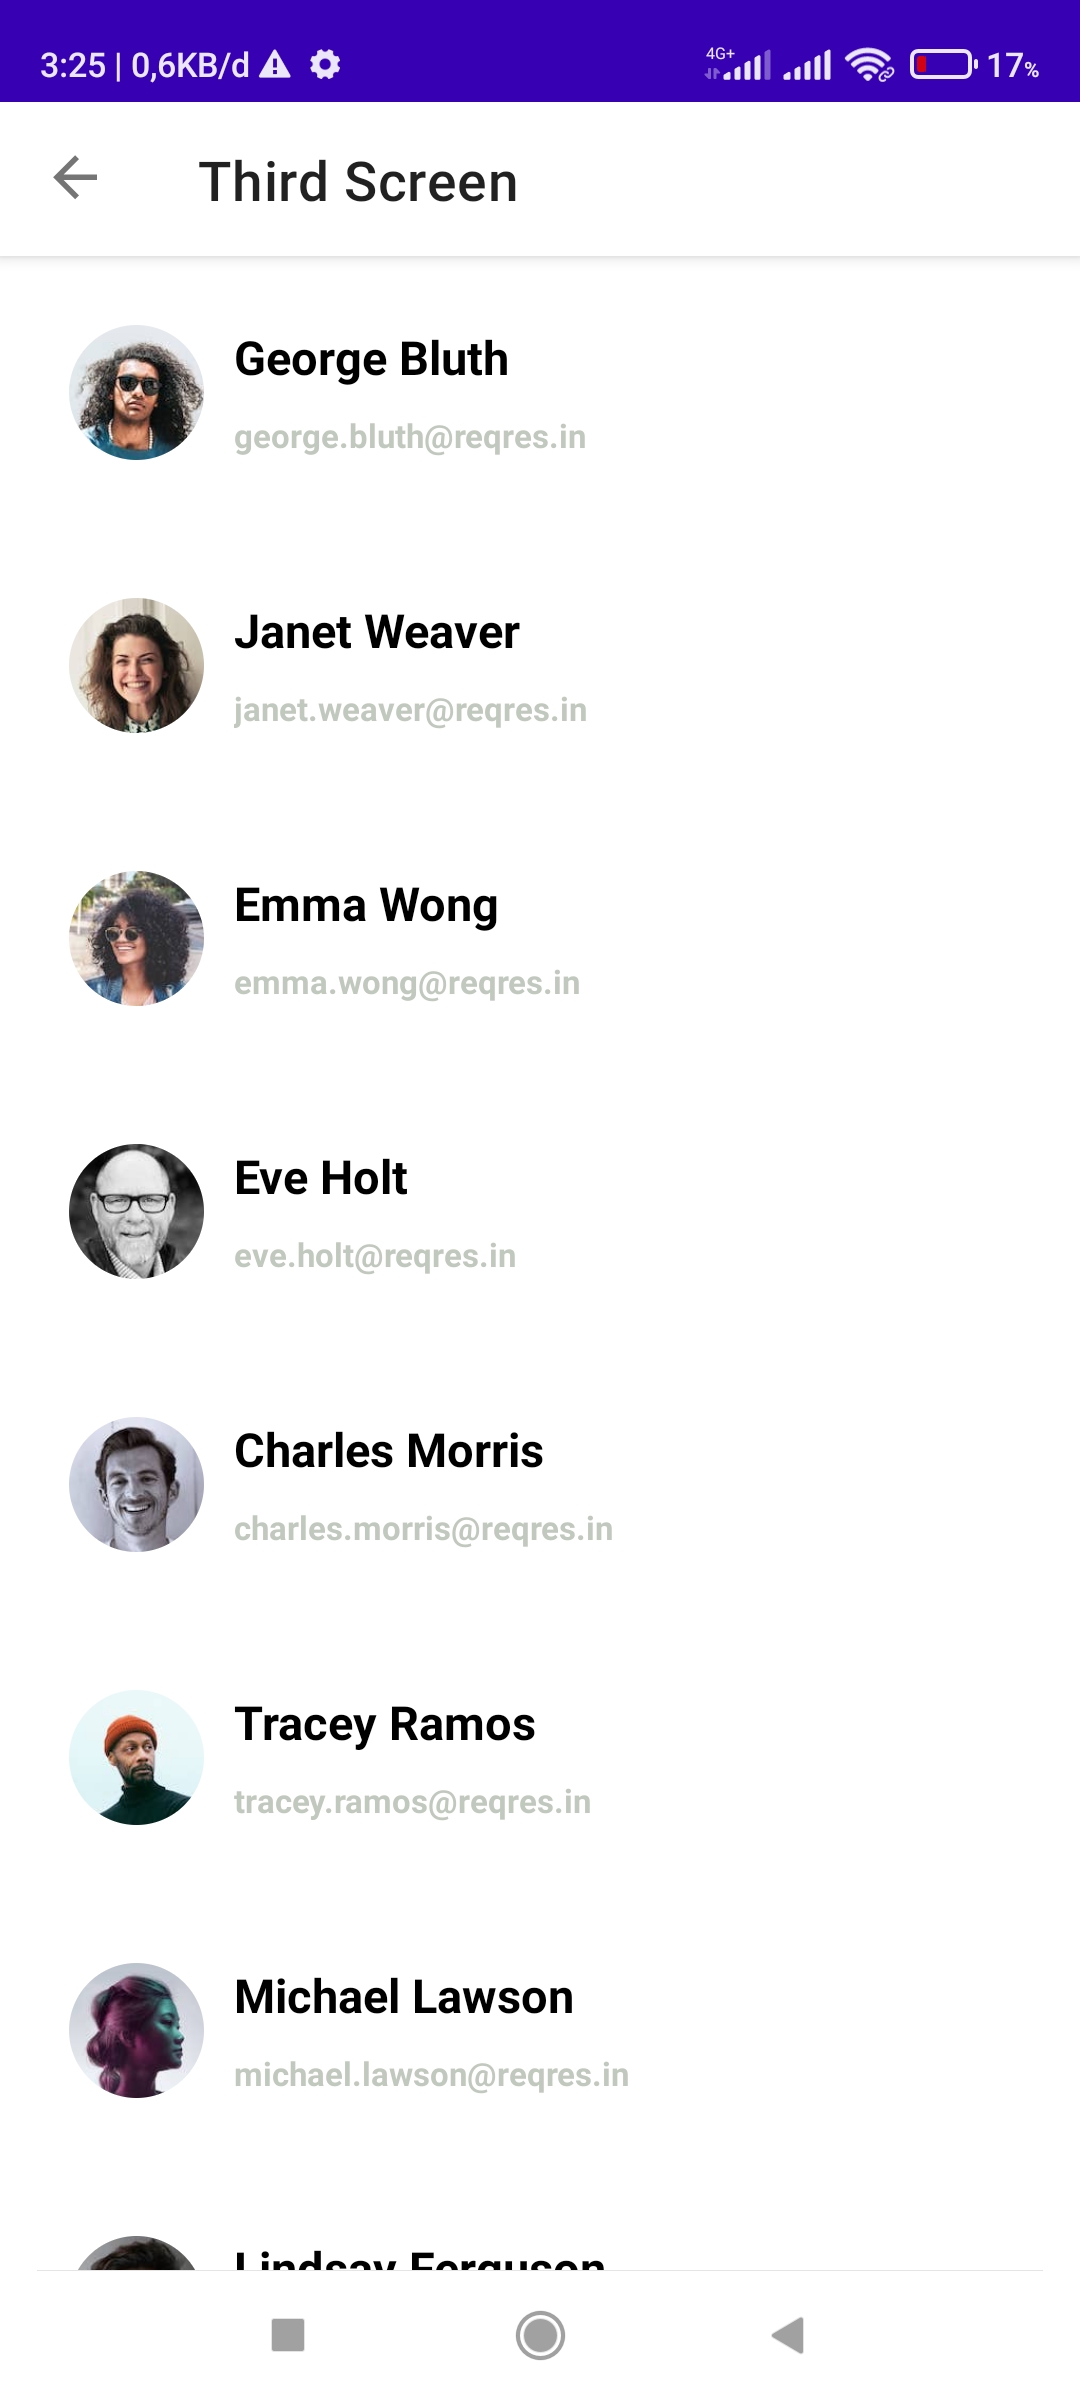 3:25 | 0,6KB/d 4G+ 17%
Third Screen
George Bluth
george.bluth@reqres.in
Janet Weaver
janet.weaver@reqres.in
Emma Wong
emma.wong@reqres.in
Eve Holt
eve.holt@reqres.in
Charles Morris
charles.morris@reqres.in
Tracey Ramos
tracey.ramos@reqres.in
Michael Lawson
michael.lawson@reqres.in
Lindsay Ferguson